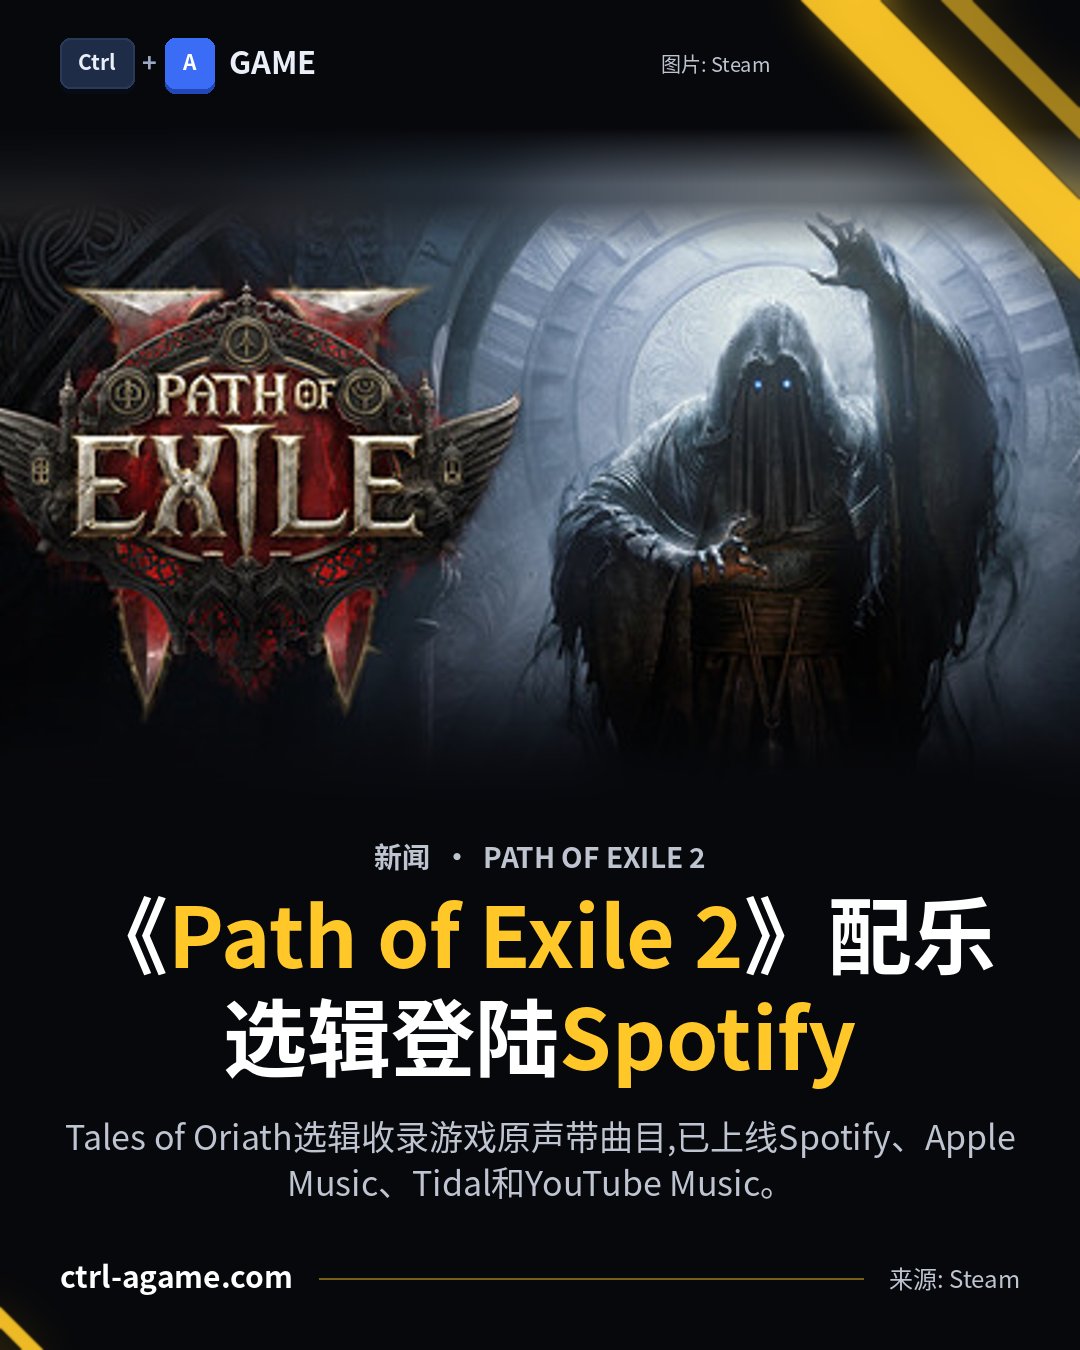 Ctrl + A GAME
图片: Steam
PATH OF
EXILE
新闻 · PATH OF EXILE 2
《Path of Exile 2》配乐
选辑登陆Spotify
Tales of Oriath选辑收录游戏原声带曲目,已上线Spotify、Apple
Music、Tidal和YouTube Music。
ctrl-agame.com
来源: Steam